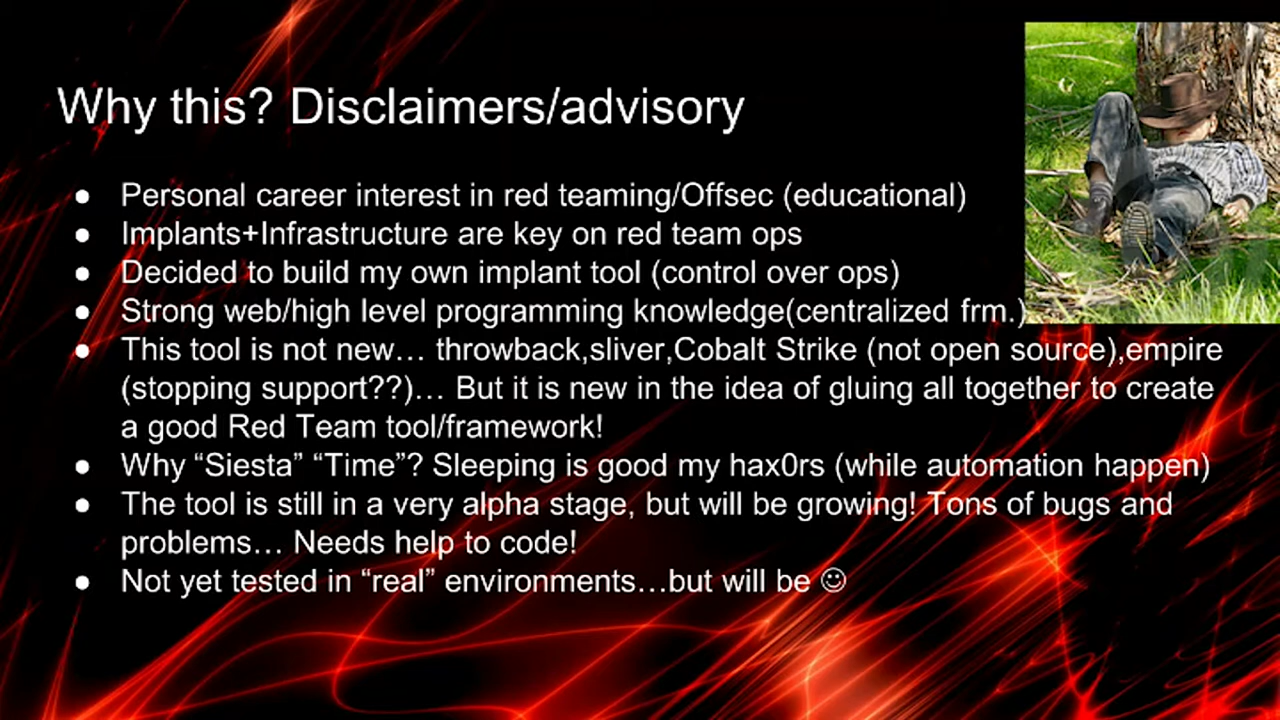 Why this? Disclaimers/advisory
● Personal career interest in red teaming/Offsec (educational)
● Implants+Infrastructure are key on red team ops
● Decided to build my own implant tool (control over ops)
● Strong web/high level programming knowledge(centralized frm.)
● This tool is not new… throwback,sliver,Cobalt Strike (not open source),empire
(stopping support??)… But it is new in the idea of gluing all together to create
a good Red Team tool/framework!
● Why “Siesta” “Time”? Sleeping is good my hax0rs (while automation happen)
● The tool is still in a very alpha stage, but will be growing! Tons of bugs and
problems… Needs help to code!
● Not yet tested in “real” environments…but will be ☺